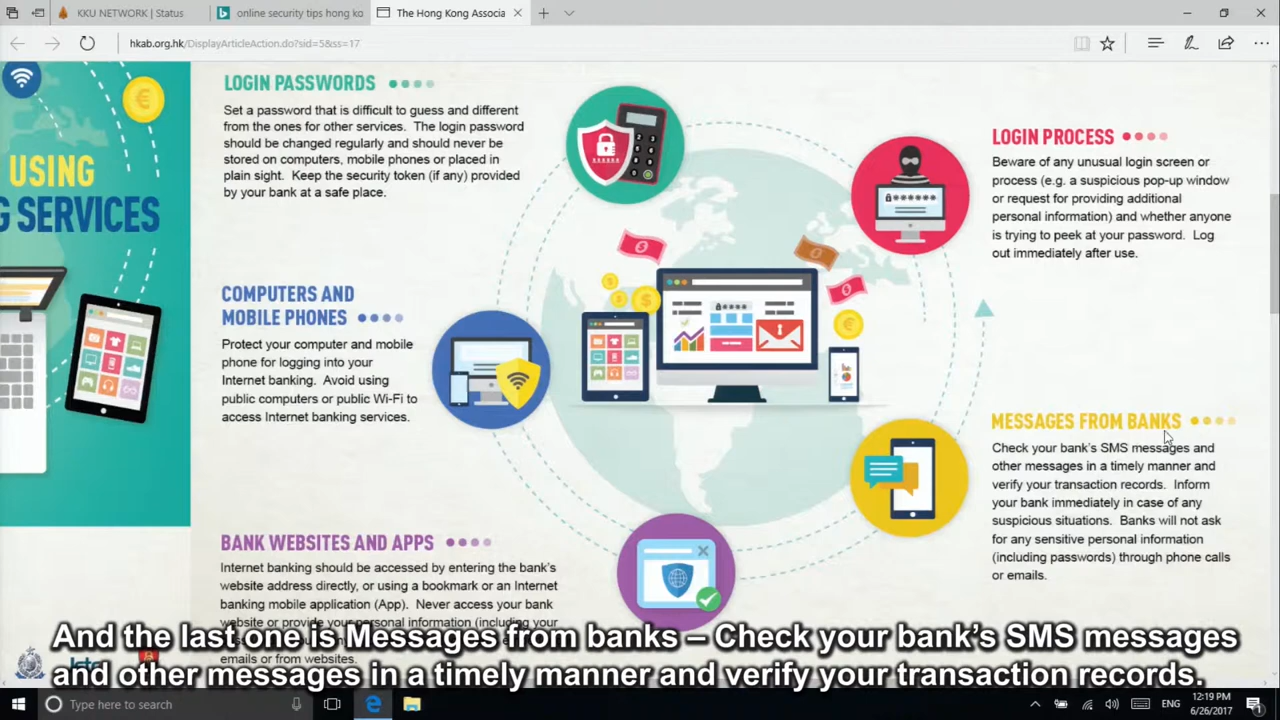 KKU NETWORK | Status
online security tips hong ko
The Hong Kong Associa
hkab.org.hk/DisplayArticleAction.do?sid=5&ss=17
USING
G SERVICES
LOGIN PASSWORDS
Set a password that is difficult to guess and different
from the ones for other services. The login password
should be changed regularly and should never be
stored on computers, mobile phones or placed in
plain sight. Keep the security token (if any) provided
by your bank at a safe place.
LOGIN PROCESS
Beware of any unusual login screen or
process (e.g. a suspicious pop-up window
or request for providing additional
personal information) and whether anyone
is trying to peek at your password. Log
out immediately after use.
COMPUTERS AND
MOBILE PHONES
Protect your computer and mobile
phone for logging into your
Internet banking. Avoid using
public computers or public Wi-Fi to
access Internet banking services.
MESSAGES FROM BANKS
Check your bank's SMS messages and
other messages in a timely manner and
verify your transaction records. Inform
your bank immediately in case of any
suspicious situations. Banks will not ask
for any sensitive personal information
(including passwords) through phone calls
or emails.
BANK WEBSITES AND APPS
Internet banking should be accessed by entering the bank's
website address directly, or using a bookmark or an Internet
banking mobile application (App). Never access your bank
website or provide your personal information (including your
emails or from websites.
And the last one is Messages from banks – Check your bank's SMS messages
and other messages in a timely manner and verify your transaction records.
Type here to search
ENG
12:19 PM
6/26/2017